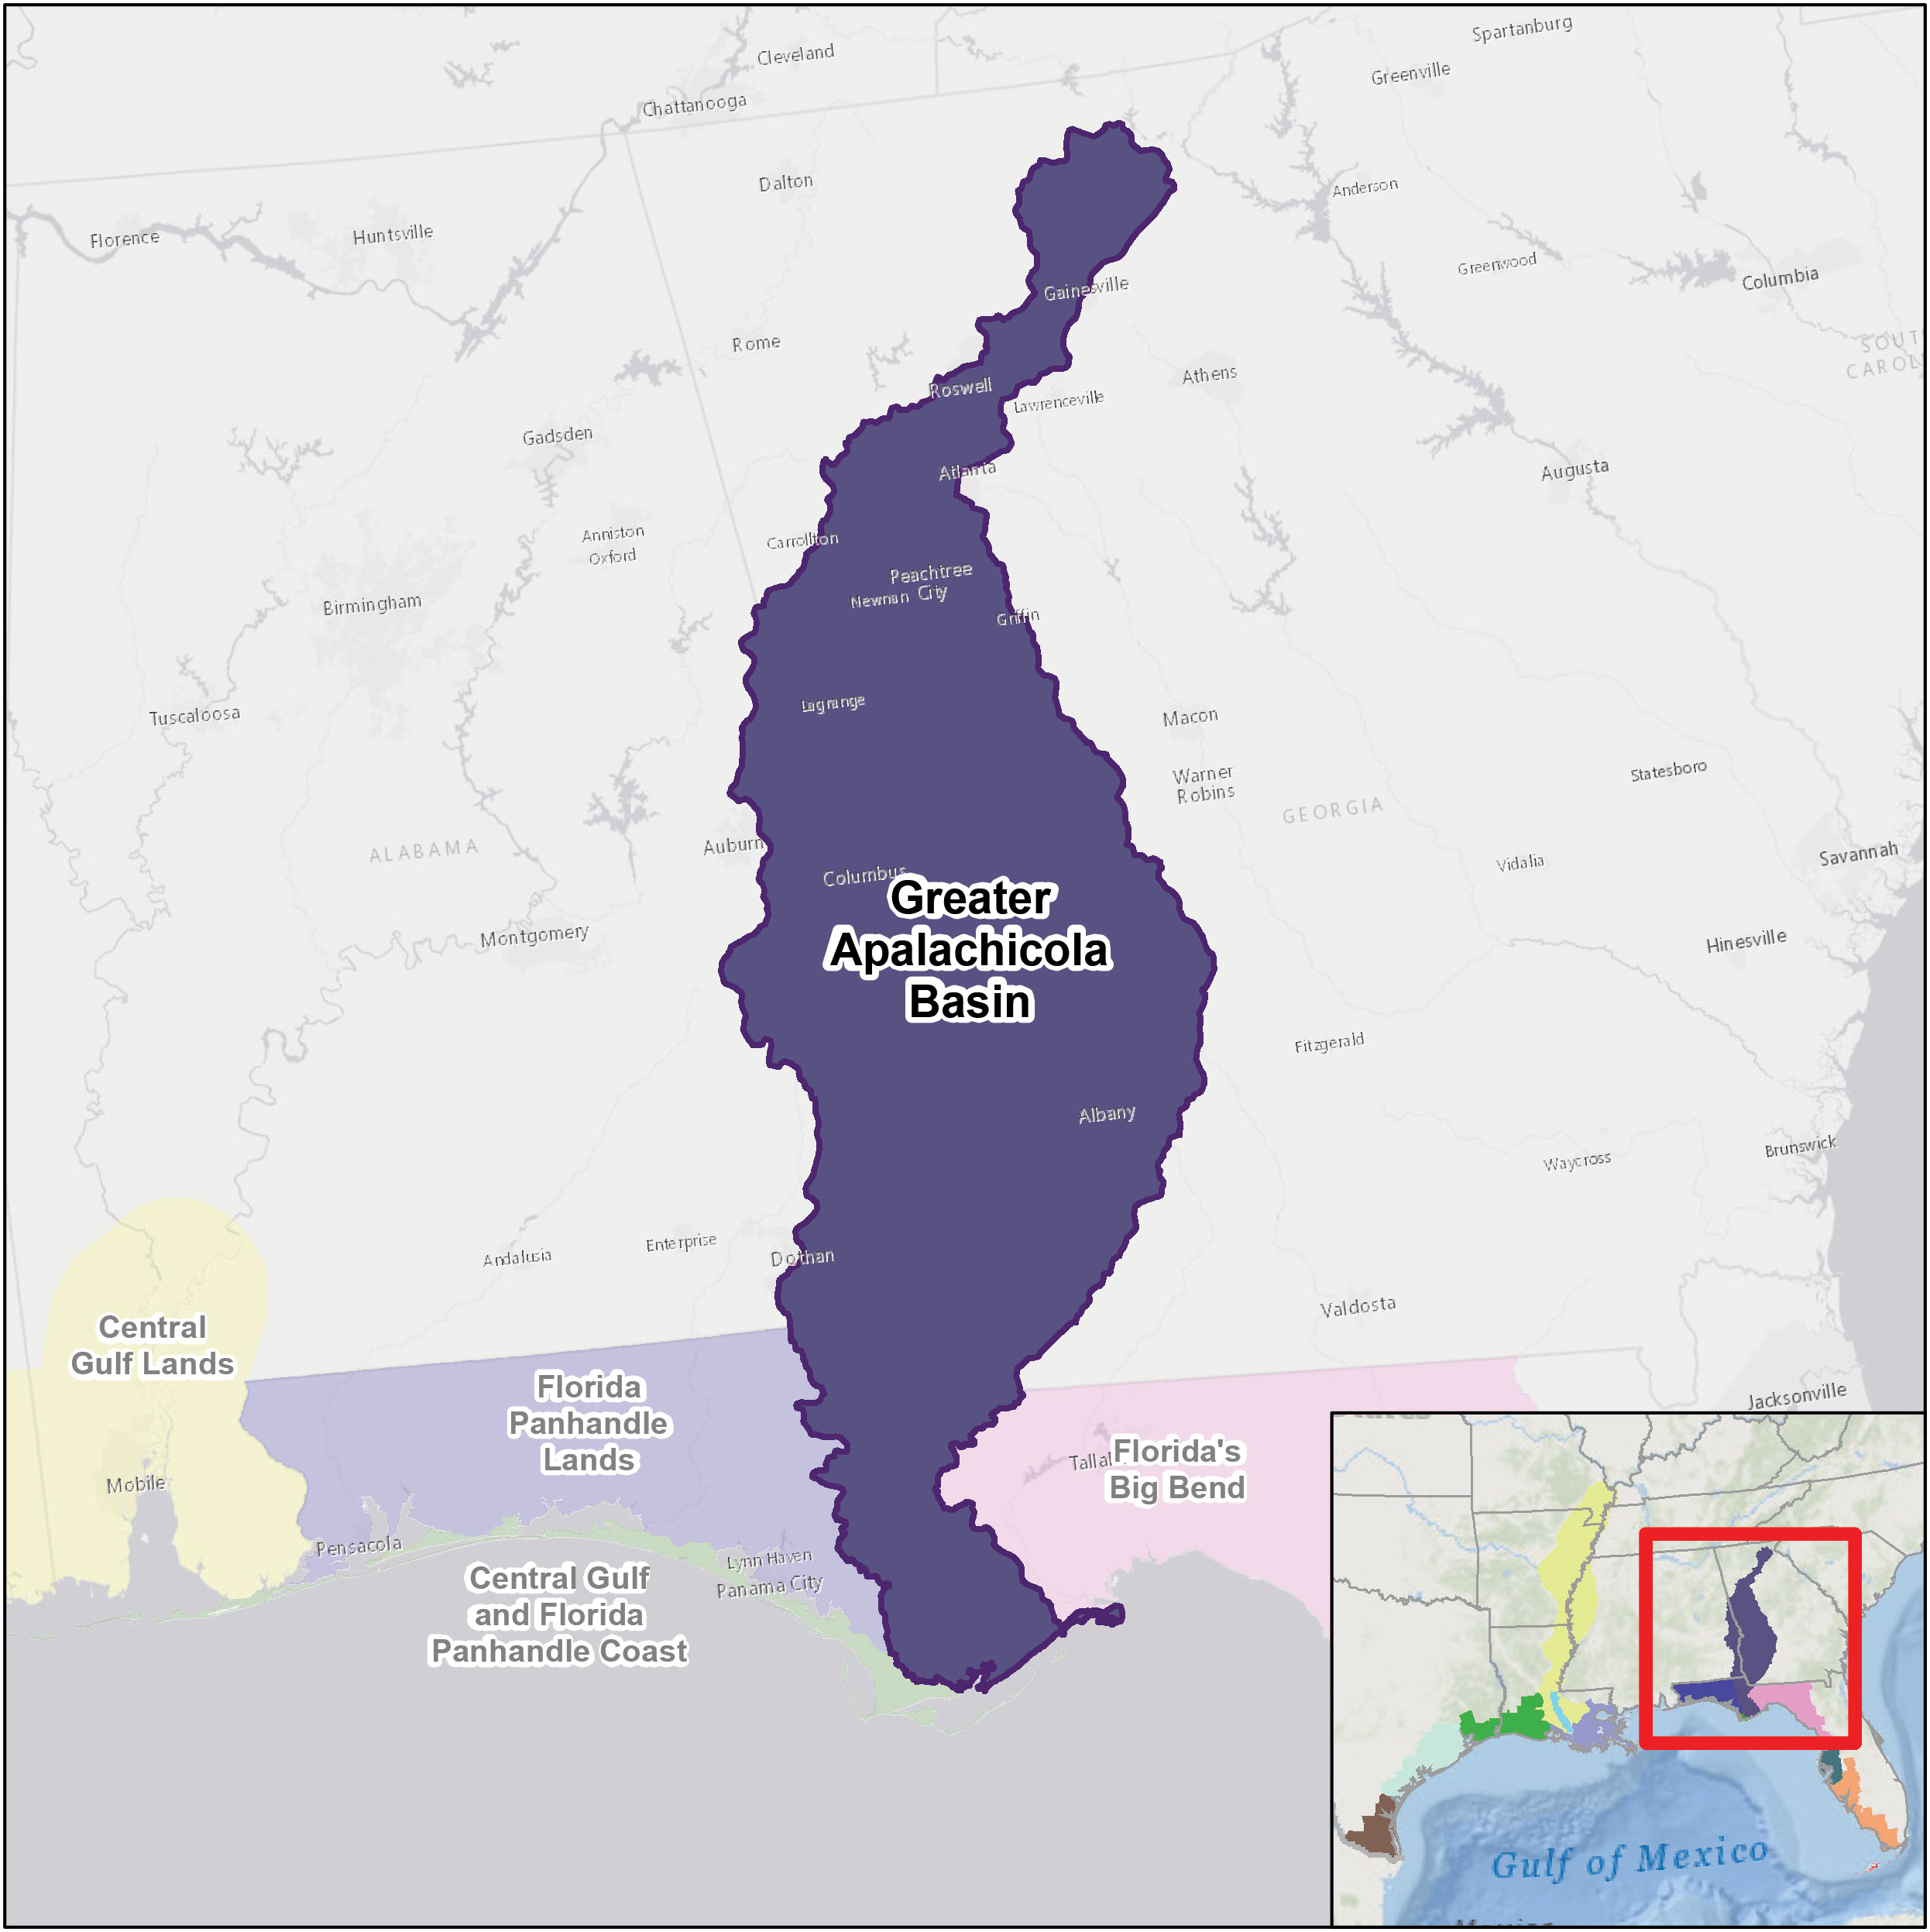 Spartanburg
Cleveland
Greenville
Chattanooga
Dalton
Anderson
Florence
Huntsville
Greenwood
Columbia
Gainesville
Rome
SOUT
CAROL
Athens
Roswell
Lawrenceville
Gadsden
Atlanta
Augusta
Anniston
Oxford
Carrollton
Peachtree
City
Newnan
Birmingham
Griffin
Lagrange
Tuscaloosa
Macon
Warner
Robins
Statesboro
GEORGIA
ALABAMA
Auburn
Savannah
Vidalia
Columbus
Greater
Apalachicola
Basin
Montgomery
Hinesville
Fitzgerald
Albany
Brunswick
Waycross
Andalusia
Enterprise
Dothan
Valdosta
Central
Gulf Lands
Florida
Panhandle
Lands
Jacksonville
Florida's
Big Bend
Tallal
Mobile
Pensacola
Lynn Haven
Panama City
Central Gulf
and Florida
Panhandle Coast
Gulf of Mexico